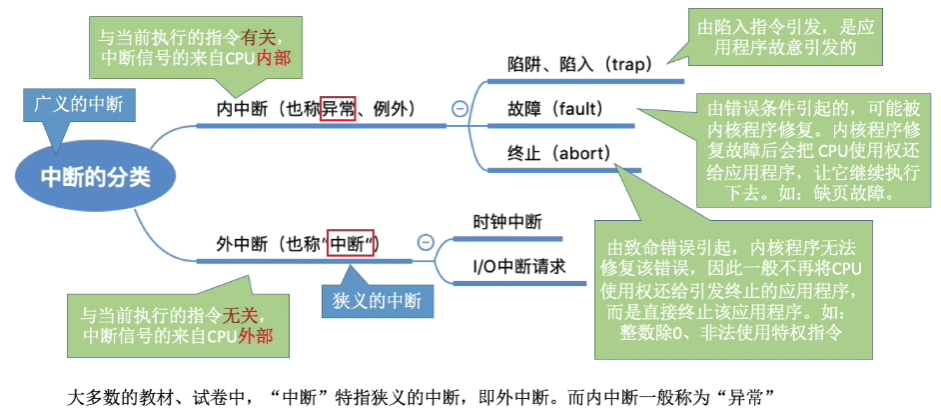 与当前执行的指令有关，
中断信号的来自CPU内部
由陷入指令引发，是应
用程序故意引发的
广义的中断
中断的分类
内中断（也称异常、例外）
陷阱、陷入（trap）
故障（fault）
终止（abort）
由错误条件引起的，可能被
内核程序修复。内核程序修
复故障后会把 CPU使用权还
给应用程序，让它继续执行
下去。如：缺页故障。
外中断（也称“中断“）
时钟中断
I/O中断请求
狭义的中断
由致命错误引起，内核程序无法
修复该错误，因此一般不再将CPU
使用权还给引发终止的应用程序，
而是直接终止该应用程序。如：
整数除0、非法使用特权指令
与当前执行的指令无关，
中断信号的来自CPU外部
大多数的教材、试卷中，“中断”特指狭义的中断，即外中断。而内中断一般称为“异常”